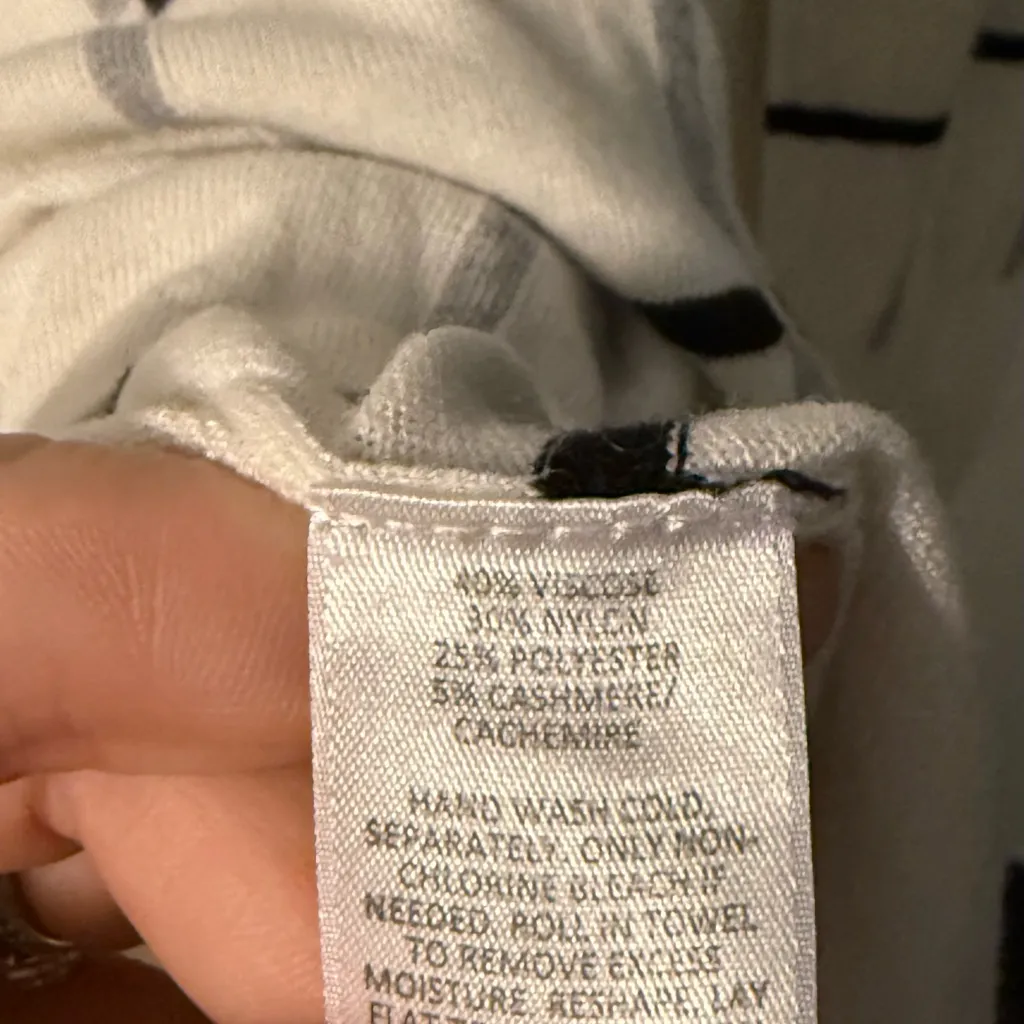 40% VISCOSE
30% NYLON
25% POLYESTER
5% CASHMERE/
CACHEMIRE
HAND WASH COLD,
SEPARATELY. ONLY NON-
CHLORINE BLEACH IF
NEEDED. ROLL IN TOWEL
TO REMOVE EXCESS
MOISTURE. RESHAPE. LAY
FLAT